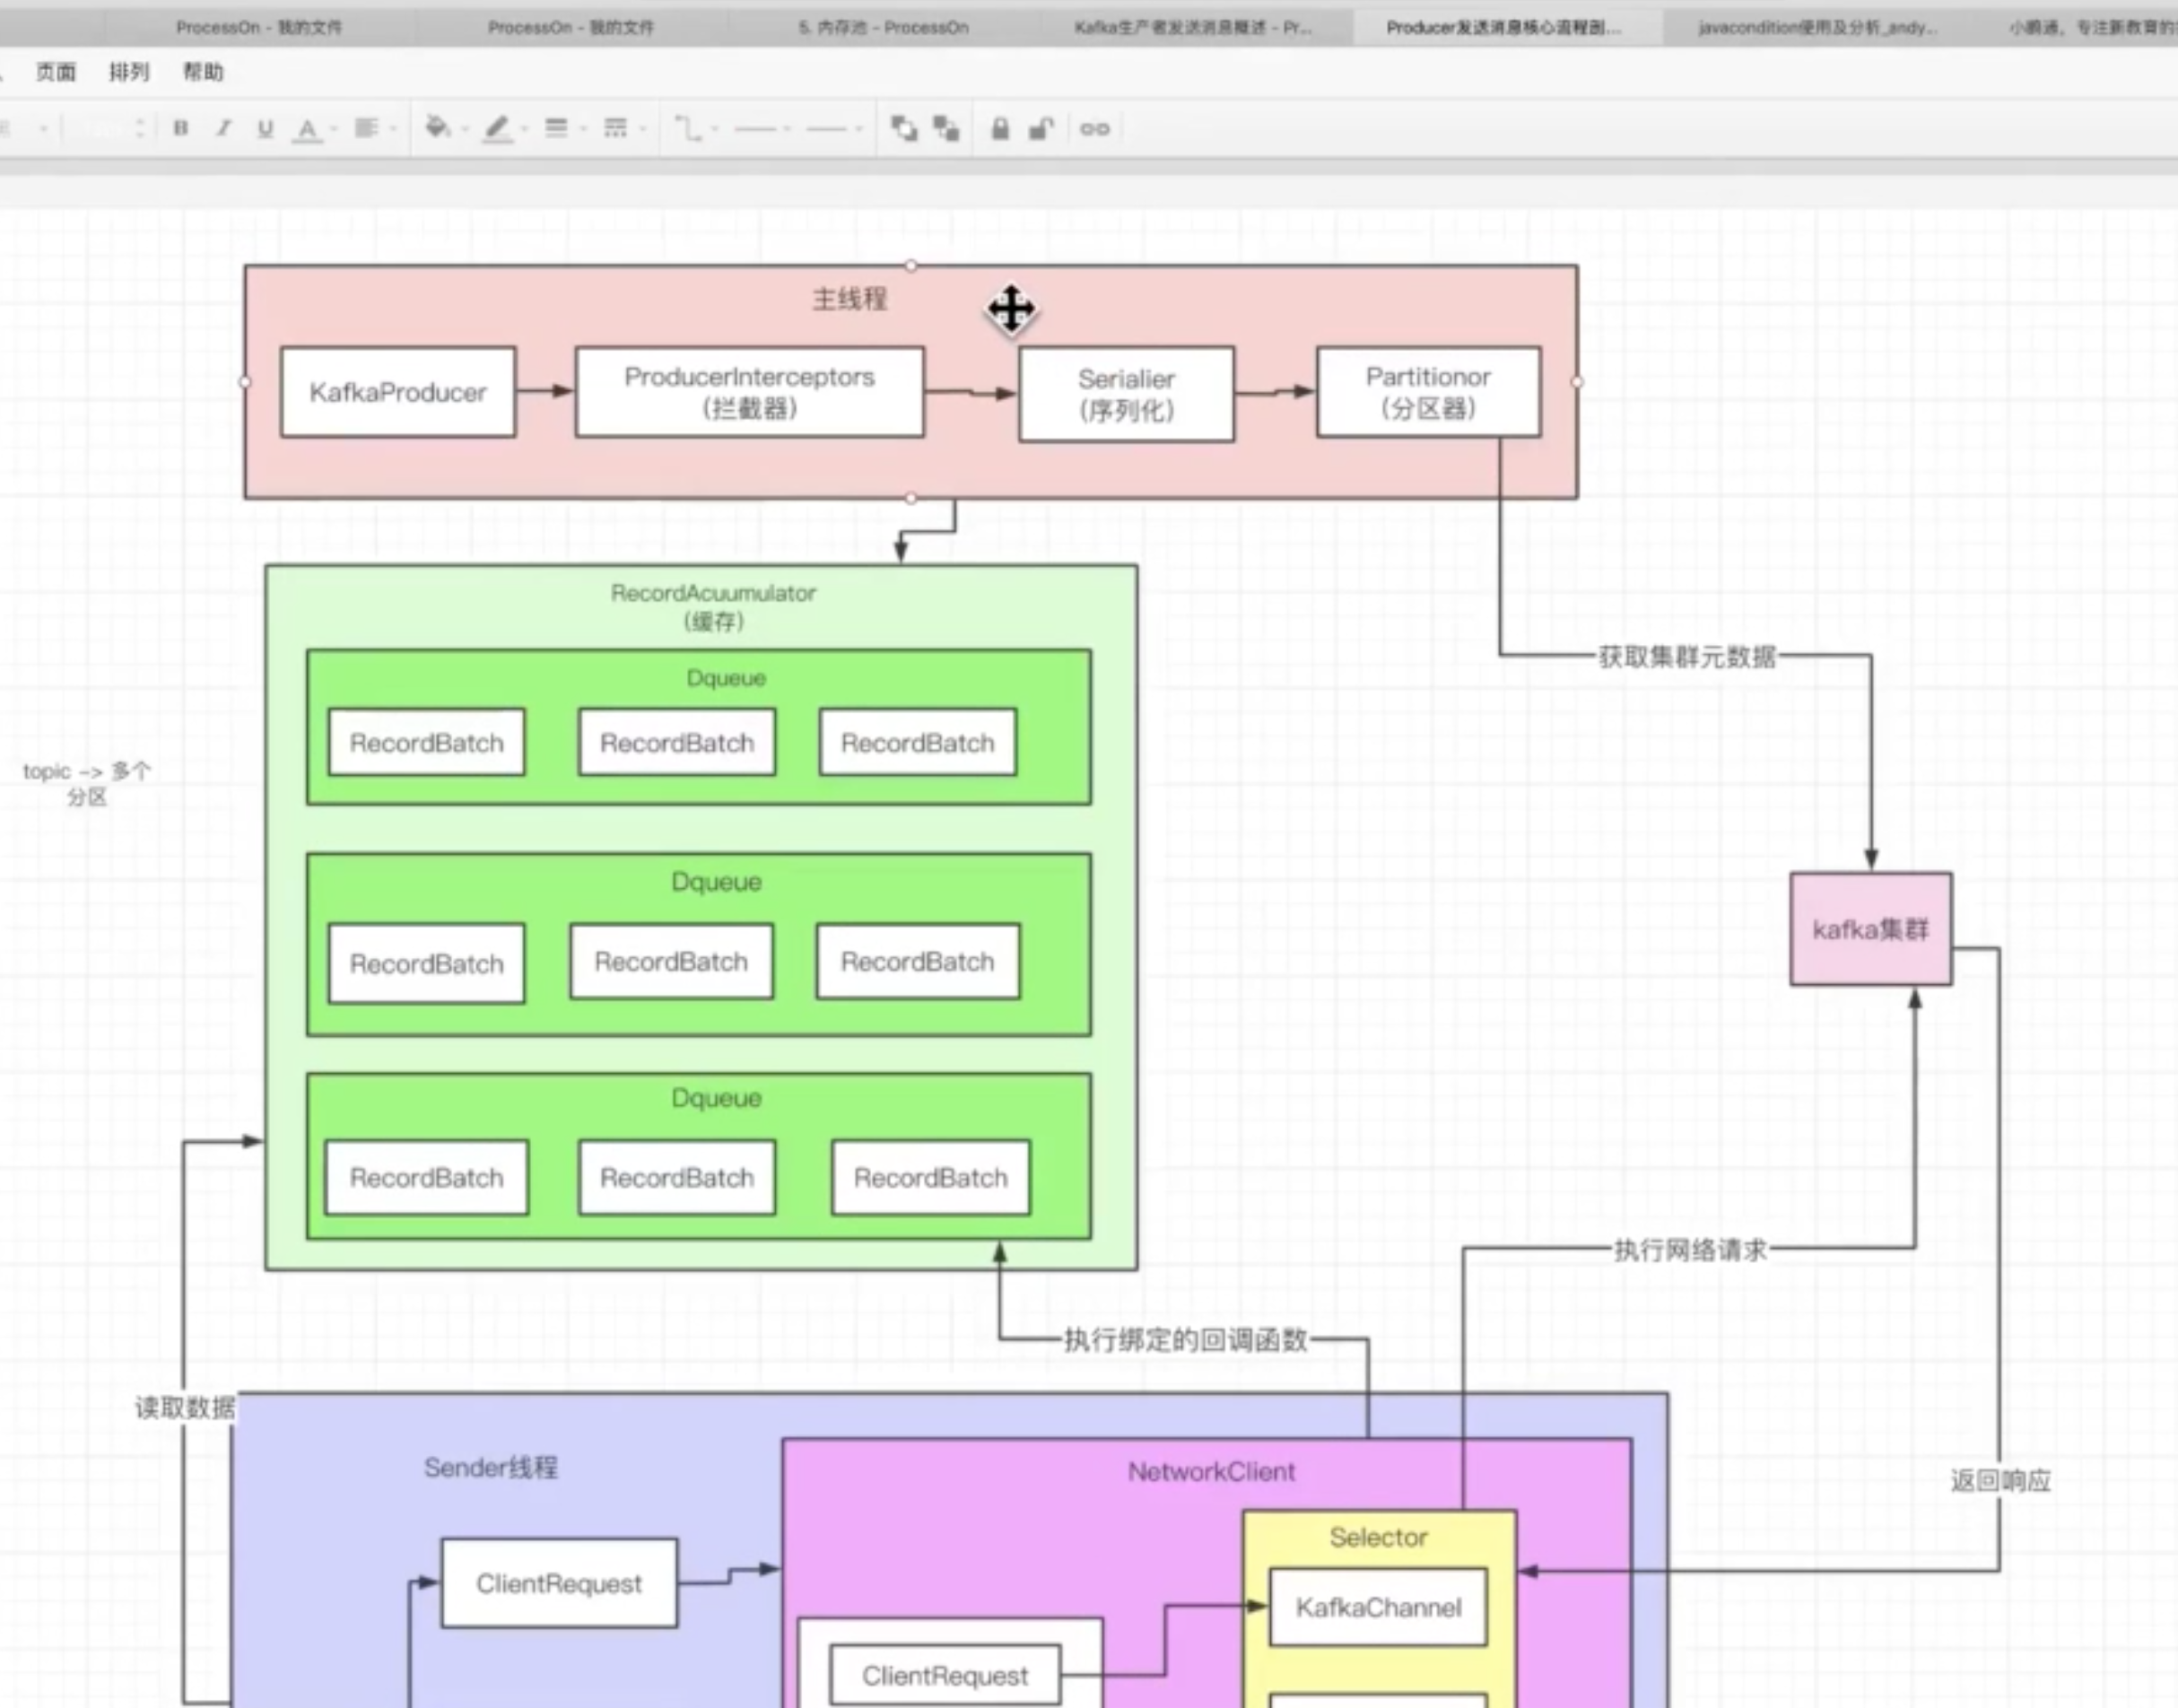 ProcessOn - 我的文件
ProcessOn - 我的文件
5. 内存池 - ProcessOn
Kafka生产者发送消息概述 - Pr...
Producer发送消息核心流程剖...
javacondition使用及分析_andy...
小鹅通，专注新教育的
页面
排列
帮助
B
I
U
A
主线程
KafkaProducer
ProducerInterceptors
（拦截器）
Serialier
（序列化）
Partitionor
（分区器）
RecordAcuumulator
（缓存）
获取集群元数据
Dqueue
RecordBatch
RecordBatch
RecordBatch
topic -> 多个
分区
Dqueue
RecordBatch
RecordBatch
RecordBatch
kafka集群
Dqueue
RecordBatch
RecordBatch
RecordBatch
执行网络请求
执行绑定的回调函数
读取数据
Sender线程
NetworkClient
返回响应
Selector
ClientRequest
KafkaChannel
ClientRequest